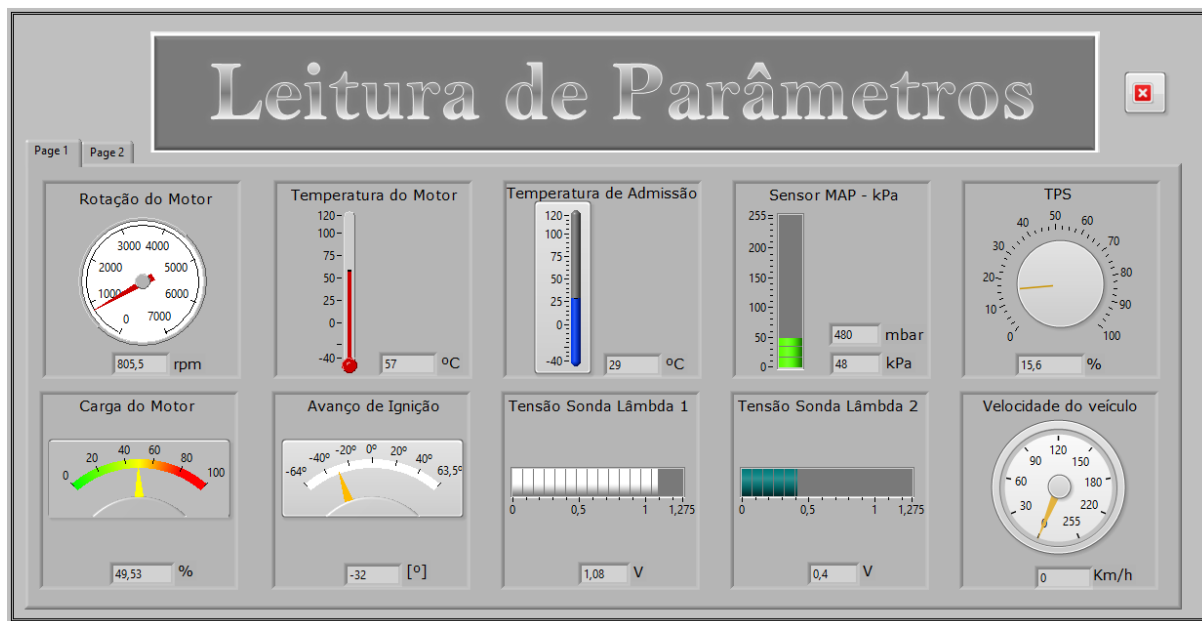 Leitura de Parâmetros
Page 1
Page 2
Rotação do Motor
0
1000
2000
3000
4000
5000
6000
7000
805,5 rpm
Temperatura do Motor
120
100
75
50
25
0
-40
57 ºC
Temperatura de Admissão
120
100
75
50
25
0
-40
29 ºC
Sensor MAP - kPa
255
200
150
100
50
0
480 mbar
48 kPa
TPS
0
10
20
30
40
50
60
70
80
90
100
15,6 %
Carga do Motor
0
20
40
60
80
100
49,53 %
Avanço de Ignição
-64º
-40º
-20º
0º
20º
40º
63,5º
-32 [º]
Tensão Sonda Lâmbda 1
0
0,5
1
1,275
1,08 V
Tensão Sonda Lâmbda 2
0
0,5
1
1,275
0,4 V
Velocidade do veículo
0
30
60
90
120
150
180
220
255
0 Km/h